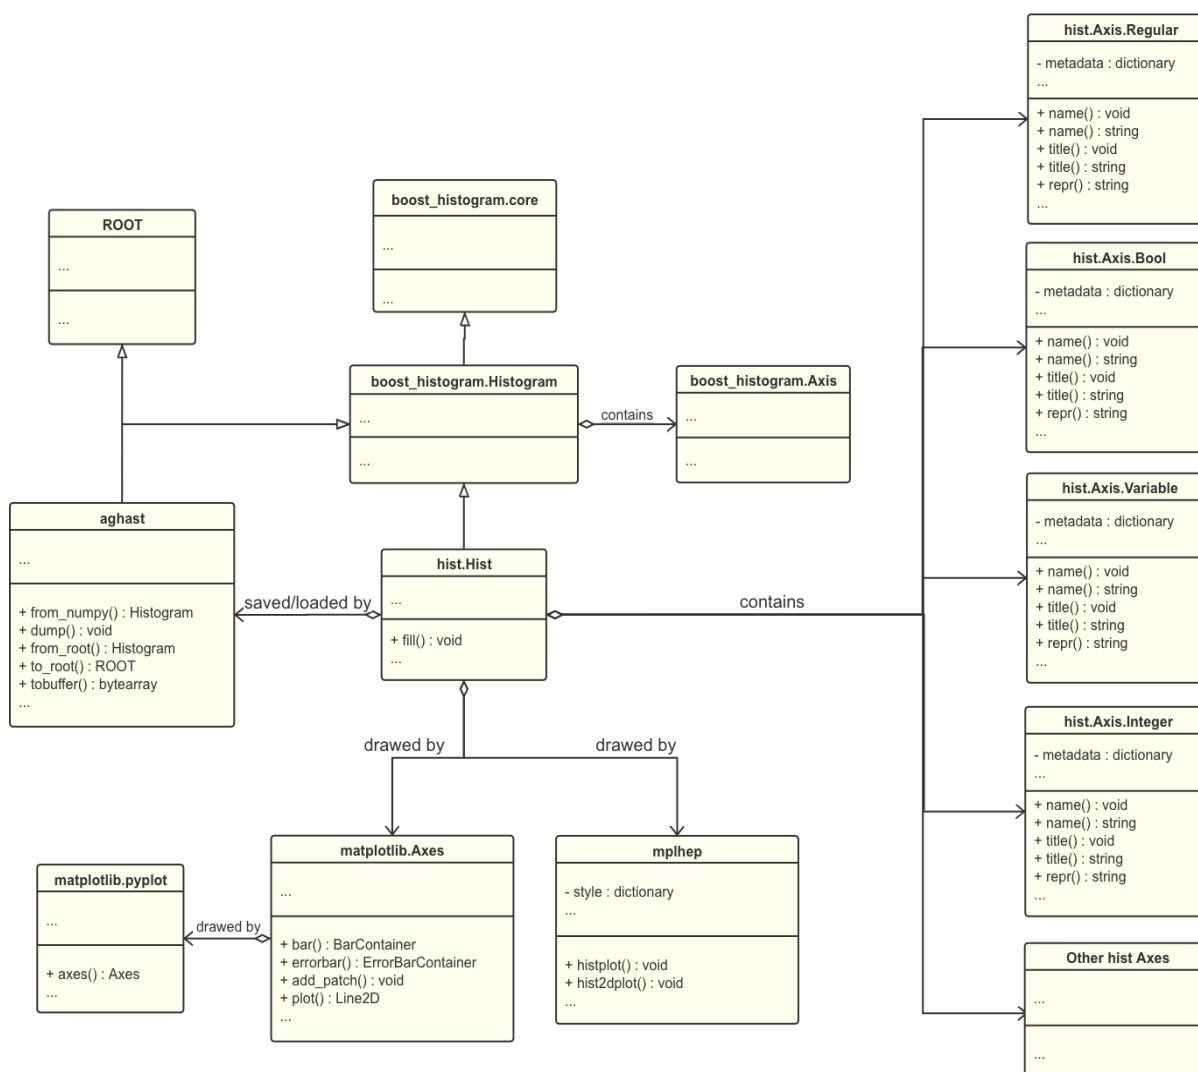 hist.Axis.Regular
- metadata : dictionary
...
+ name() : void
+ name() : string
+ title() : void
+ title() : string
+ repr() : string
...
boost_histogram.core
...
...
ROOT
...
...
hist.Axis.Bool
- metadata : dictionary
...
+ name() : void
+ name() : string
+ title() : void
+ title() : string
+ repr() : string
...
boost_histogram.Histogram
...
...
contains
boost_histogram.Axis
...
...
hist.Axis.Variable
- metadata : dictionary
...
+ name() : void
+ name() : string
+ title() : void
+ title() : string
+ repr() : string
...
aghast
...
+ from_numpy() : Histogram
+ dump() : void
+ from_root() : Histogram
+ to_root() : ROOT
+ tobuffer() : bytearray
...
saved/loaded by
hist.Hist
...
+ fill() : void
...
contains
hist.Axis.Integer
- metadata : dictionary
...
+ name() : void
+ name() : string
+ title() : void
+ title() : string
+ repr() : string
...
drawed by
drawed by
matplotlib.pyplot
...
+ axes() : Axes
...
drawed by
matplotlib.Axes
...
+ bar() : BarContainer
+ errorbar() : ErrorBarContainer
+ add_patch() : void
+ plot() : Line2D
...
mplhep
- style : dictionary
...
+ histplot() : void
+ hist2dplot() : void
...
Other hist Axes
...
...